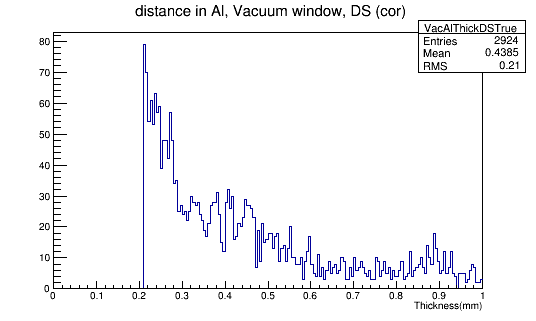 distance in Al, Vacuum window, DS (cor)
VacAlThickDSTrue
Entries 2924
Mean 0.4385
RMS 0.21
80
70
60
50
40
30
20
10
0
0 0.1 0.2 0.3 0.4 0.5 0.6 0.7 0.8 0.9 1
Thickness(mm)